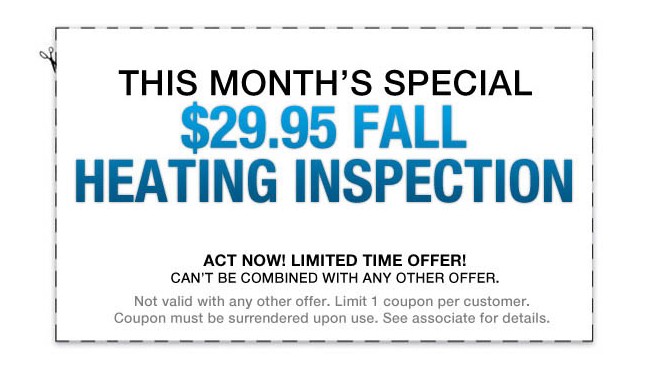 THIS MONTH’S SPECIAL
$29.95 FALL
HEATING INSPECTION
ACT NOW! LIMITED TIME OFFER!
CAN’T BE COMBINED WITH ANY OTHER OFFER.
Not valid with any other offer. Limit 1 coupon per customer.
Coupon must be surrendered upon use. See associate for details.